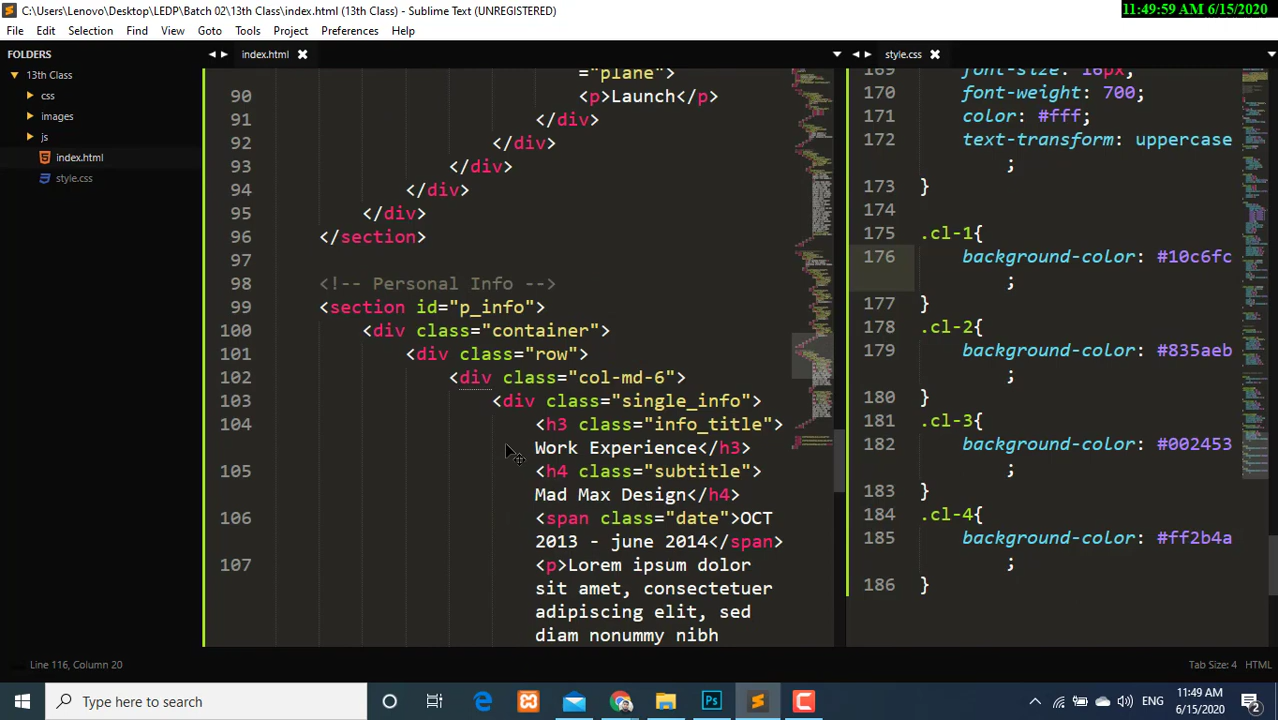 C:\Users\Lenovo\Desktop\LEDP\Batch 02\13th Class\index.html (13th Class) - Sublime Text (UNREGISTERED)
11:49:59 AM 6/15/2020
File Edit Selection Find View Goto Tools Project Preferences Help
FOLDERS
13th Class
css
images
js
index.html
style.css
index.html
="plane">
90 <p>Launch</p>
91 </div>
92 </div>
93 </div>
94 </div>
95 </div>
96 </section>
97
98 <!-- Personal Info -->
99 <section id="p_info">
100 <div class="container">
101 <div class="row">
102 <div class="col-md-6">
103 <div class="single_info">
104 <h3 class="info_title">
Work Experience</h3>
105 <h4 class="subtitle">
Mad Max Design</h4>
106 <span class="date">OCT
2013 - june 2014</span>
107 <p>Lorem ipsum dolor
sit amet, consectetuer
adipiscing elit, sed
diam nonummy nibh
style.css
169 font-size: 16px;
170 font-weight: 700;
171 color: #fff;
172 text-transform: uppercase
;
173 }
174
175 .cl-1{
176 background-color: #10c6fc
;
177 }
178 .cl-2{
179 background-color: #835aeb
;
180 }
181 .cl-3{
182 background-color: #002453
;
183 }
184 .cl-4{
185 background-color: #ff2b4a
;
186 }
Line 116, Column 20
Tab Size: 4 HTML
Type here to search
Ps
ENG
11:49 AM
6/15/2020
2